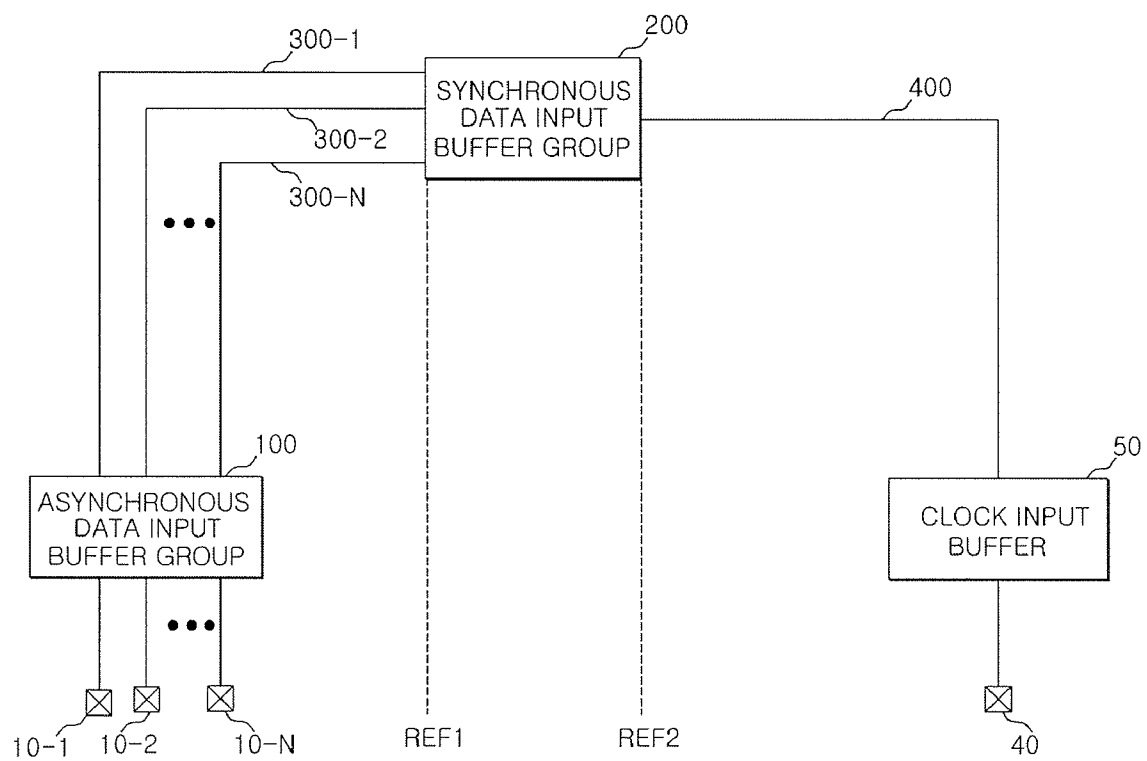 300-1
200
SYNCHRONOUS
DATA INPUT
BUFFER GROUP
400
300-2
300-N
100
ASYNCHRONOUS
DATA INPUT
BUFFER GROUP
50
CLOCK INPUT
BUFFER
10-1
10-2
10-N
REF1
REF2
40